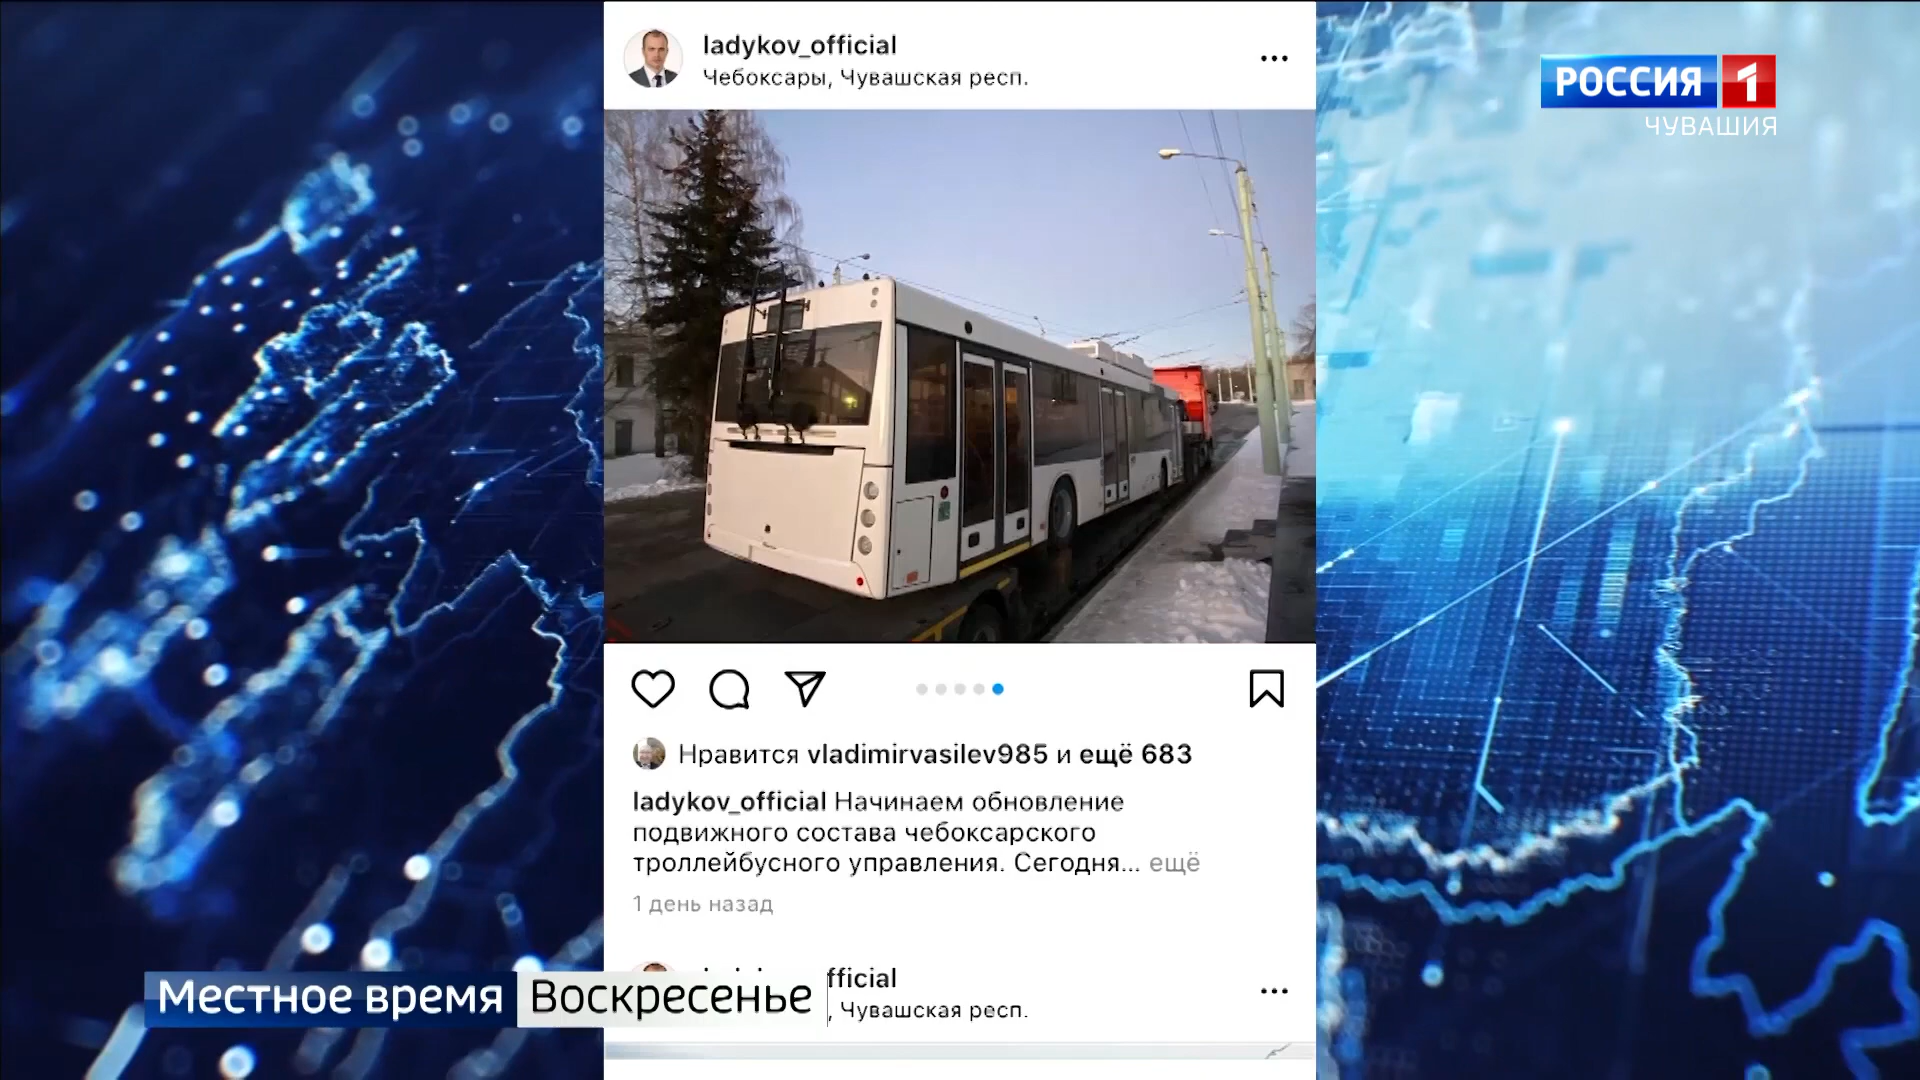 ladykov_official
Чебоксары, Чувашская респ.
РОССИЯ 1
ЧУВАШИЯ
Нравится vladimirvasilev985 и ещё 683
ladykov_official Начинаем обновление
подвижного состава чебоксарского
троллейбусного управления. Сегодня... ещё
1 день назад
fficial
, Чувашская респ.
Местное время Воскресенье